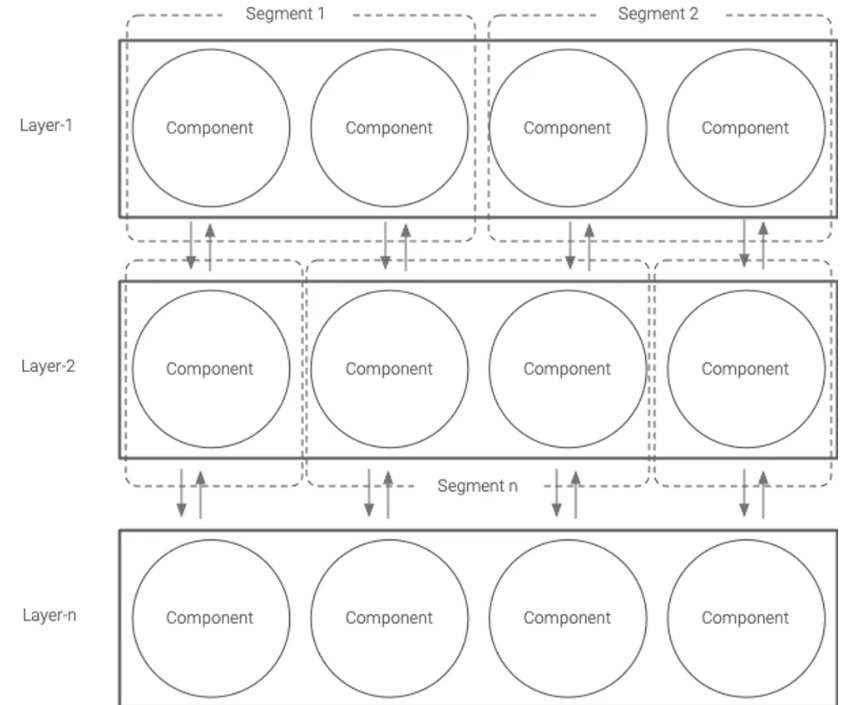 Segment 1
Segment 2
Layer-1
Component
Component
Component
Component
Layer-2
Component
Component
Component
Component
Segment n
Layer-n
Component
Component
Component
Component